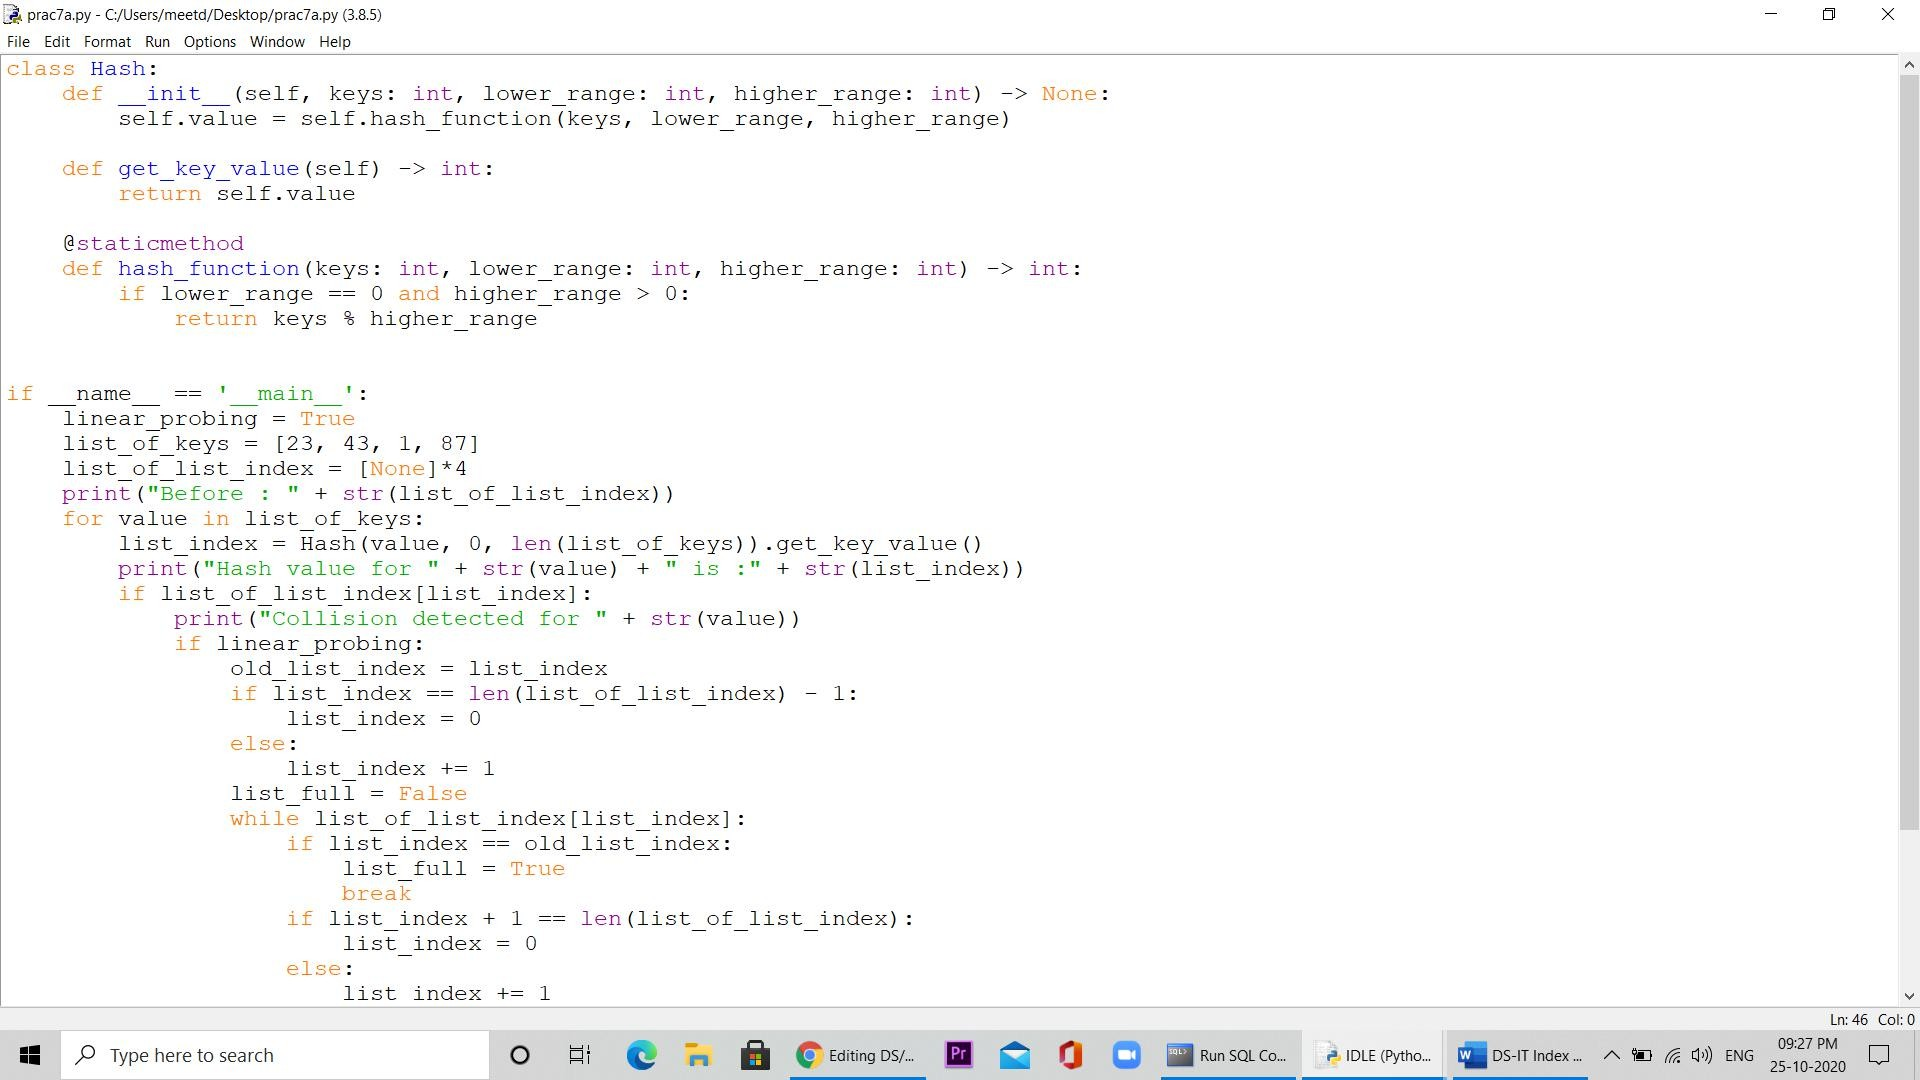 prac7a.py - C:/Users/meetd/Desktop/prac7a.py (3.8.5)
File Edit Format Run Options Window Help
class Hash:
    def __init__(self, keys: int, lower_range: int, higher_range: int) -> None:
        self.value = self.hash_function(keys, lower_range, higher_range)

    def get_key_value(self) -> int:
        return self.value

    @staticmethod
    def hash_function(keys: int, lower_range: int, higher_range: int) -> int:
        if lower_range == 0 and higher_range > 0:
            return keys % higher_range


if __name__ == '__main__':
    linear_probing = True
    list_of_keys = [23, 43, 1, 87]
    list_of_list_index = [None]*4
    print("Before : " + str(list_of_list_index))
    for value in list_of_keys:
        list_index = Hash(value, 0, len(list_of_keys)).get_key_value()
        print("Hash value for " + str(value) + " is :" + str(list_index))
        if list_of_list_index[list_index]:
            print("Collision detected for " + str(value))
            if linear_probing:
                old_list_index = list_index
                if list_index == len(list_of_list_index) - 1:
                    list_index = 0
                else:
                    list_index += 1
                list_full = False
                while list_of_list_index[list_index]:
                    if list_index == old_list_index:
                        list_full = True
                        break
                    if list_index + 1 == len(list_of_list_index):
                        list_index = 0
                    else:
                        list_index += 1
Ln: 46 Col: 0
Type here to search
Editing DS/...
Pr
SQL>
Run SQL Co...
IDLE (Pytho...
W
DS-IT Index ...
ENG
09:27 PM
25-10-2020